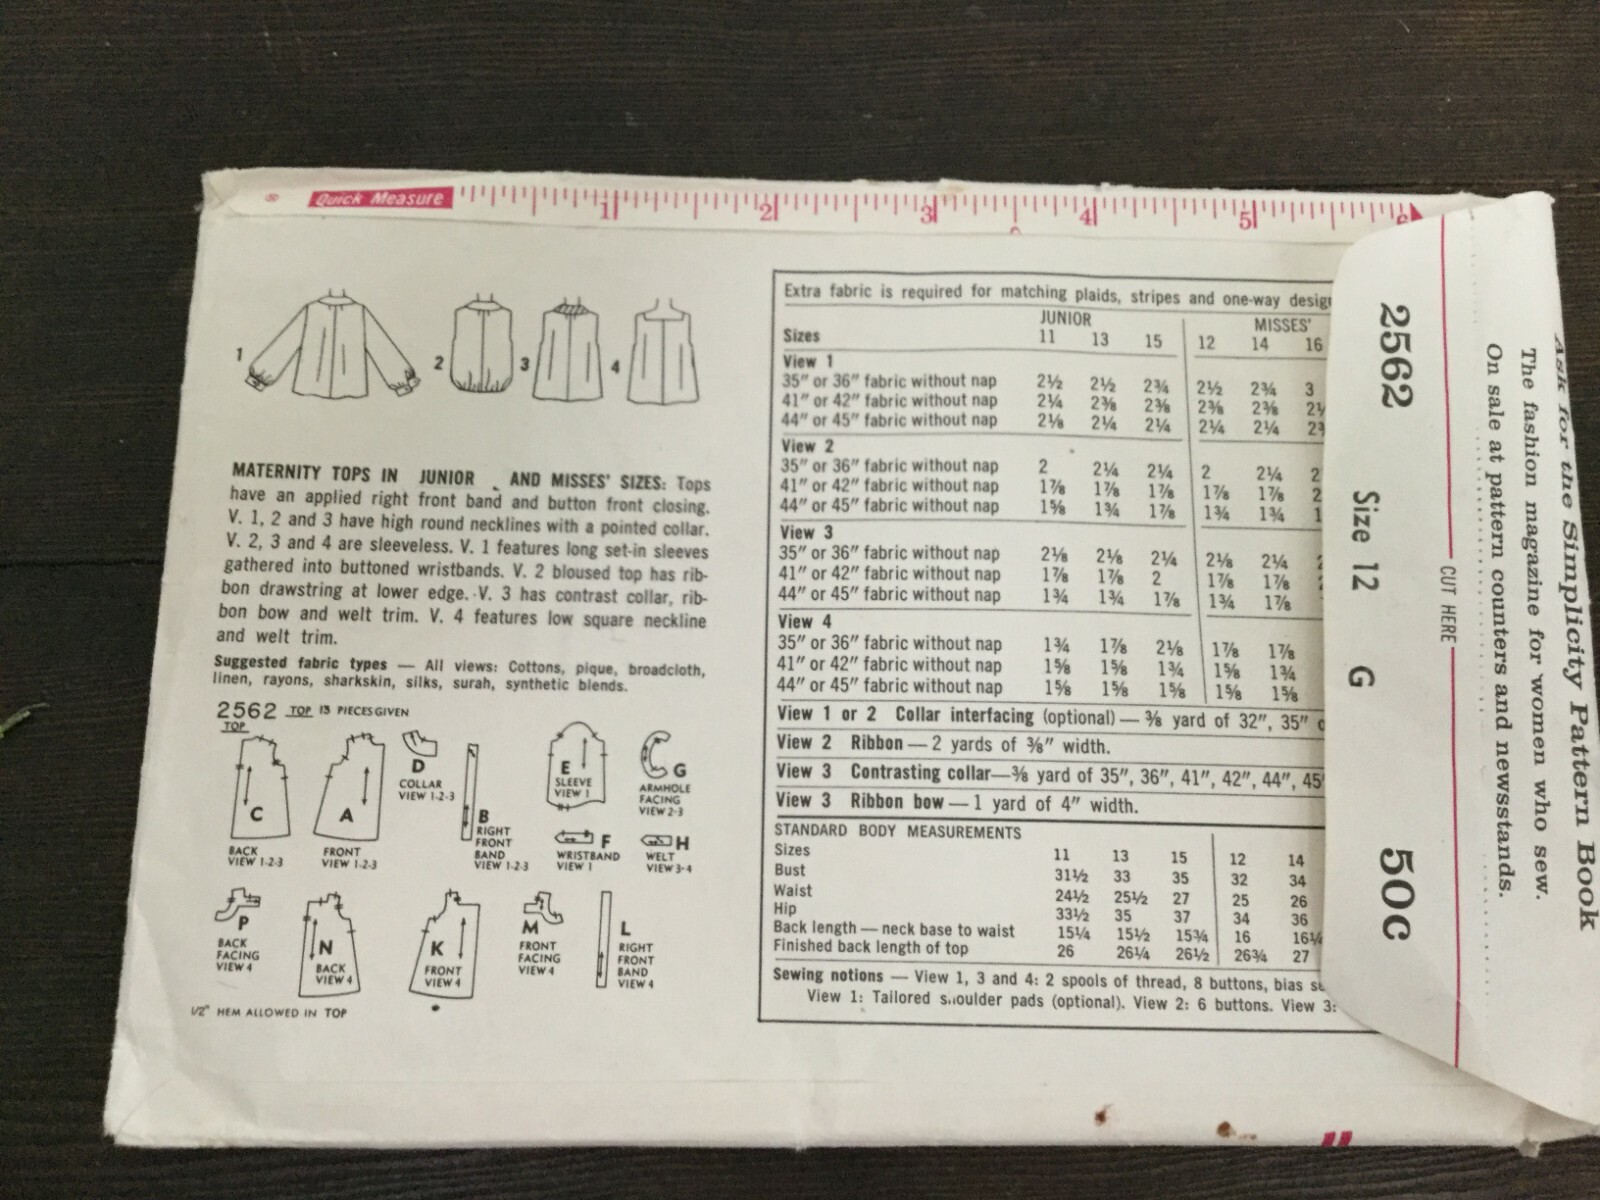 Quick Measure
1 2 3 4 5 6
1 2 3 4
MATERNITY TOPS IN JUNIOR AND MISSES' SIZES: Tops
have an applied right front band and button front closing.
V. 1, 2 and 3 have high round necklines with a pointed collar.
V. 2, 3 and 4 are sleeveless. V. 1 features long set-in sleeves
gathered into buttoned wristbands. V. 2 bloused top has rib-
bon drawstring at lower edge. V. 3 has contrast collar, rib-
bon bow and welt trim. V. 4 features low square neckline
and welt trim.
Suggested fabric types — All views: Cottons, pique, broadcloth,
linen, rayons, sharkskin, silks, surah, synthetic blends.
2562 TOP 13 PIECES GIVEN
TOP
C
BACK
VIEW 1-2-3
A
FRONT
VIEW 1-2-3
D
COLLAR
VIEW 1-2-3
B
RIGHT
FRONT
BAND
VIEW 1-2-3
E
SLEEVE
VIEW 1
F
WRISTBAND
VIEW 1
G
ARMHOLE
FACING
VIEW 2-3
H
WELT
VIEW 3-4
P
BACK
FACING
VIEW 4
N
BACK
VIEW 4
K
FRONT
VIEW 4
M
FRONT
FACING
VIEW 4
L
RIGHT
FRONT
BAND
VIEW 4
1/2" HEM ALLOWED IN TOP
Extra fabric is required for matching plaids, stripes and one-way
JUNIOR MISSES'
Sizes 11 13 15 12 14 16
View 1
35" or 36" fabric without nap 2½ 2½ 2¾ 2½ 2¾ 3
41" or 42" fabric without nap 2¼ 2⅜ 2⅜ 2⅜ 2⅜
44" or 45" fabric without nap 2⅛ 2¼ 2¼ 2¼ 2¼
View 2
35" or 36" fabric without nap 2 2¼ 2¼ 2 2¼ 2
41" or 42" fabric without nap 1⅞ 1⅞ 1⅞ 1⅞ 1⅞ 2
44" or 45" fabric without nap 1⅝ 1¾ 1⅞ 1¾ 1¾ 1
View 3
35" or 36" fabric without nap 2⅛ 2⅛ 2¼ 2⅛ 2¼
41" or 42" fabric without nap 1⅞ 1⅞ 2 1⅞ 1⅞
44" or 45" fabric without nap 1¾ 1¾ 1⅞ 1¾ 1⅞
View 4
35" or 36" fabric without nap 1¾ 1⅞ 2⅛ 1⅞ 1⅞
41" or 42" fabric without nap 1⅝ 1⅝ 1¾ 1⅝ 1¾
44" or 45" fabric without nap 1⅝ 1⅝ 1⅝ 1⅝ 1⅝
View 1 or 2 Collar interfacing (optional) — ⅜ yard of 32", 35"
View 2 Ribbon — 2 yards of ⅜" width.
View 3 Contrasting collar — ⅜ yard of 35", 36", 41", 42", 44", 45"
View 3 Ribbon bow — 1 yard of 4" width.
STANDARD BODY MEASUREMENTS
Sizes 11 13 15 12 14
Bust 31½ 33 35 32 34
Waist 24½ 25½ 27 25 26
Hip 33½ 35 37 34 36
Back length — neck base to waist 15¼ 15½ 15¾ 16 16¼
Finished back length of top 26 26¼ 26½ 26¾ 27
Sewing notions — View 1, 3 and 4: 2 spools of thread, 8 buttons, bias
View 1: Tailored shoulder pads (optional). View 2: 6 buttons. View 3:
2562 Size 12 G 50c
CUT HERE
Ask for the Simplicity Pattern Book
The fashion magazine for women who sew.
On sale at pattern counters and newsstands.